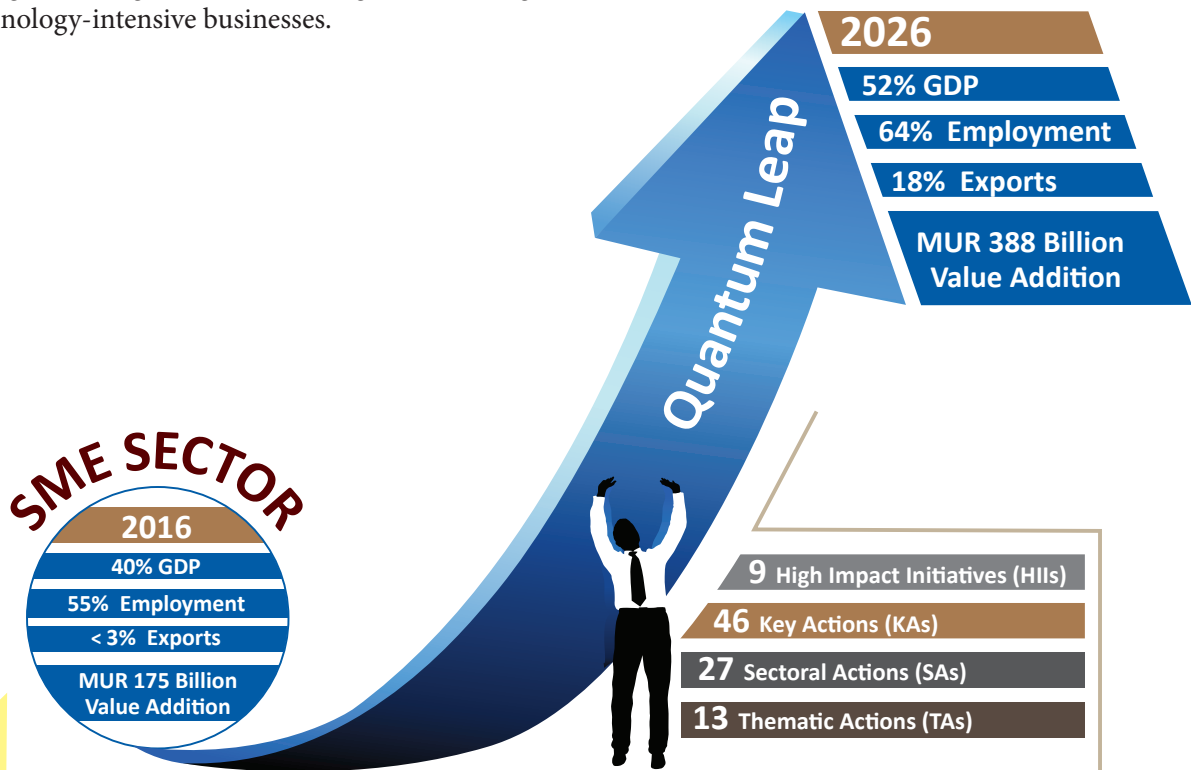 nology-intensive businesses.
2026
52% GDP
64% Employment
18% Exports
MUR 388 Billion
Value Addition
Quantum Leap
SME SECTOR
2016
40% GDP
55% Employment
< 3% Exports
MUR 175 Billion
Value Addition
9 High Impact Initiatives (HIIs)
46 Key Actions (KAs)
27 Sectoral Actions (SAs)
13 Thematic Actions (TAs)